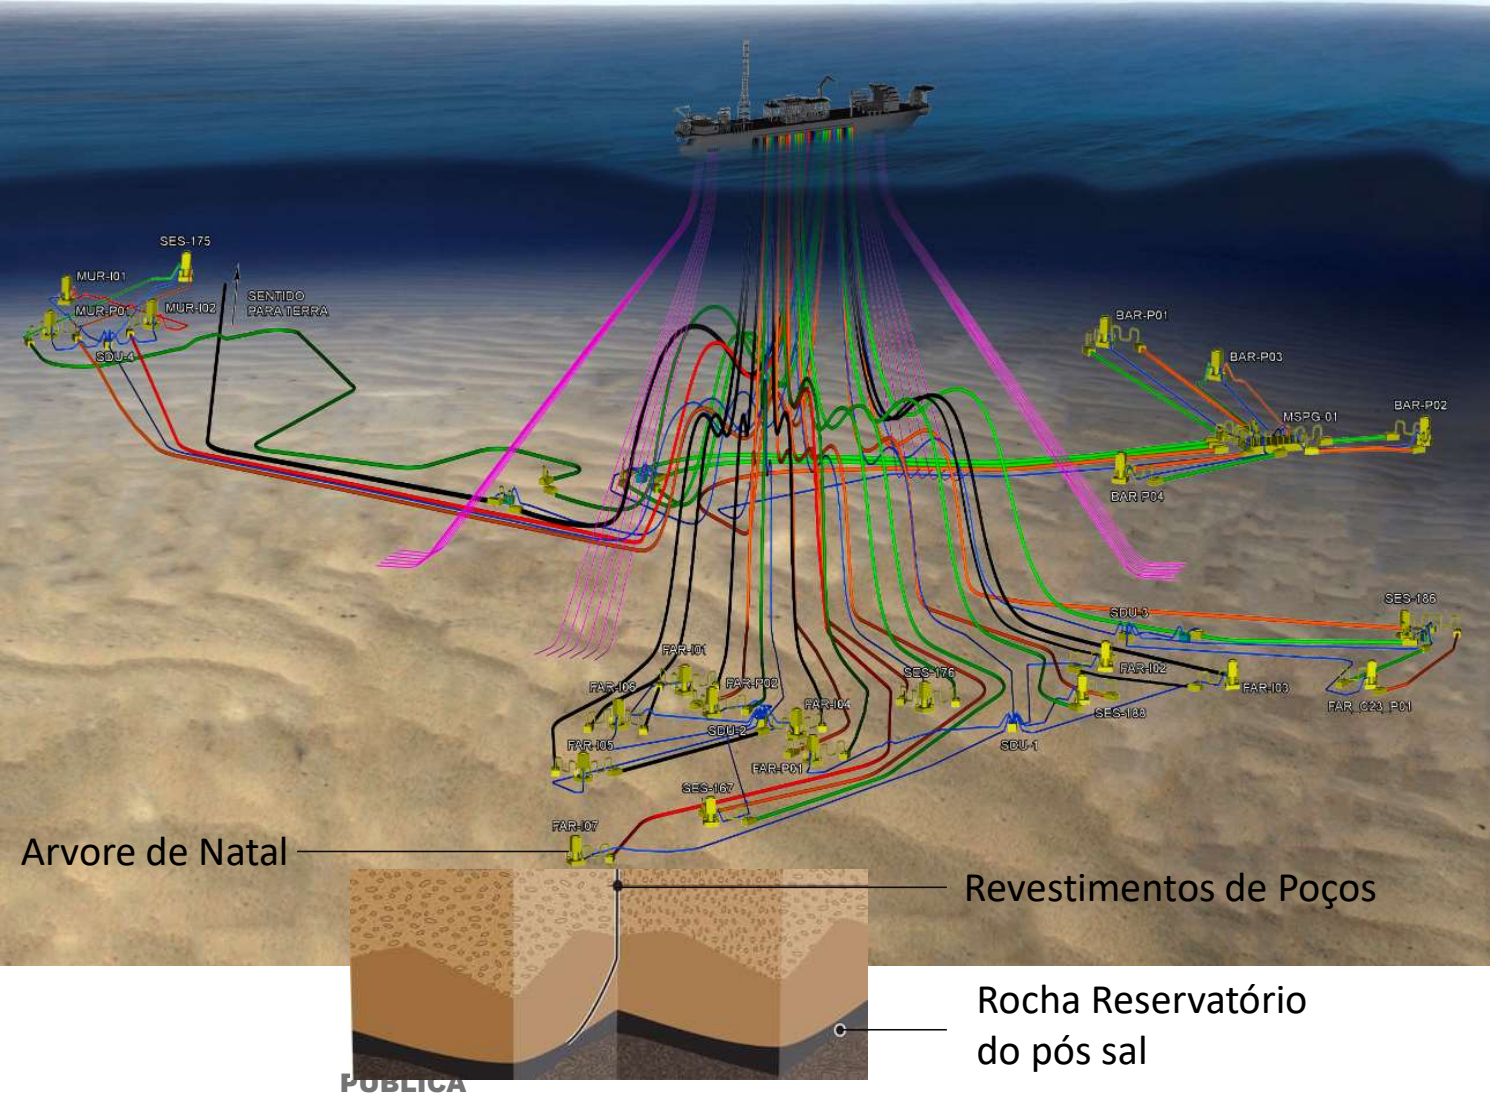 SES-175
MUR-I01
SENTIDO
PARA TERRA
MUR-P01
MUR-I02
SDU-4
BAR-P01
BAR-P03
BAR-P02
MSPG-01
BAR-P04
SES-186
SDU-3
FAR-I01
FAR-I02
SES-176
FAR-I06
FAR-P02
FAR-I03
FAR-I04
SES-188
FAR_C23_P01
SDU-2
FAR-I05
SDU-1
FAR-P01
SES-167
FAR-I07
Arvore de Natal
Revestimentos de Poços
Rocha Reservatório
do pós sal
PÚBLICA